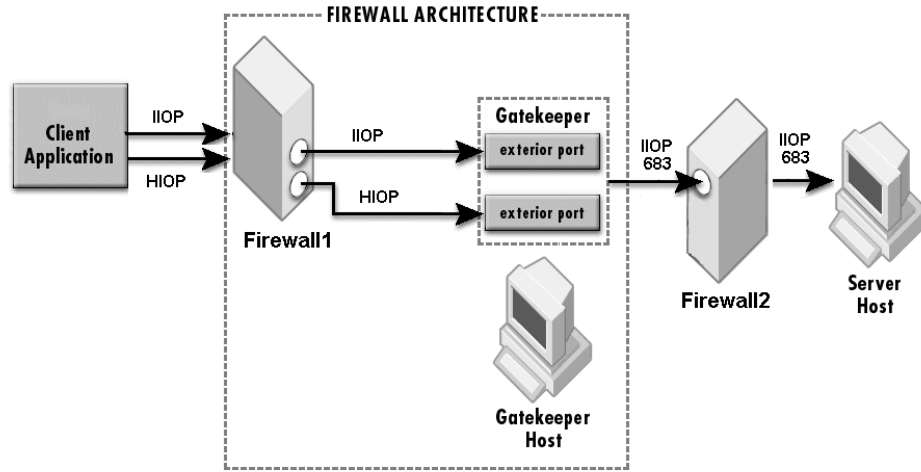 FIREWALL ARCHITECTURE
Client
Application
IIOP
HIOP
Firewall1
IIOP
HIOP
Gatekeeper
exterior port
exterior port
Gatekeeper
Host
IIOP
683
Firewall2
IIOP
683
Server
Host